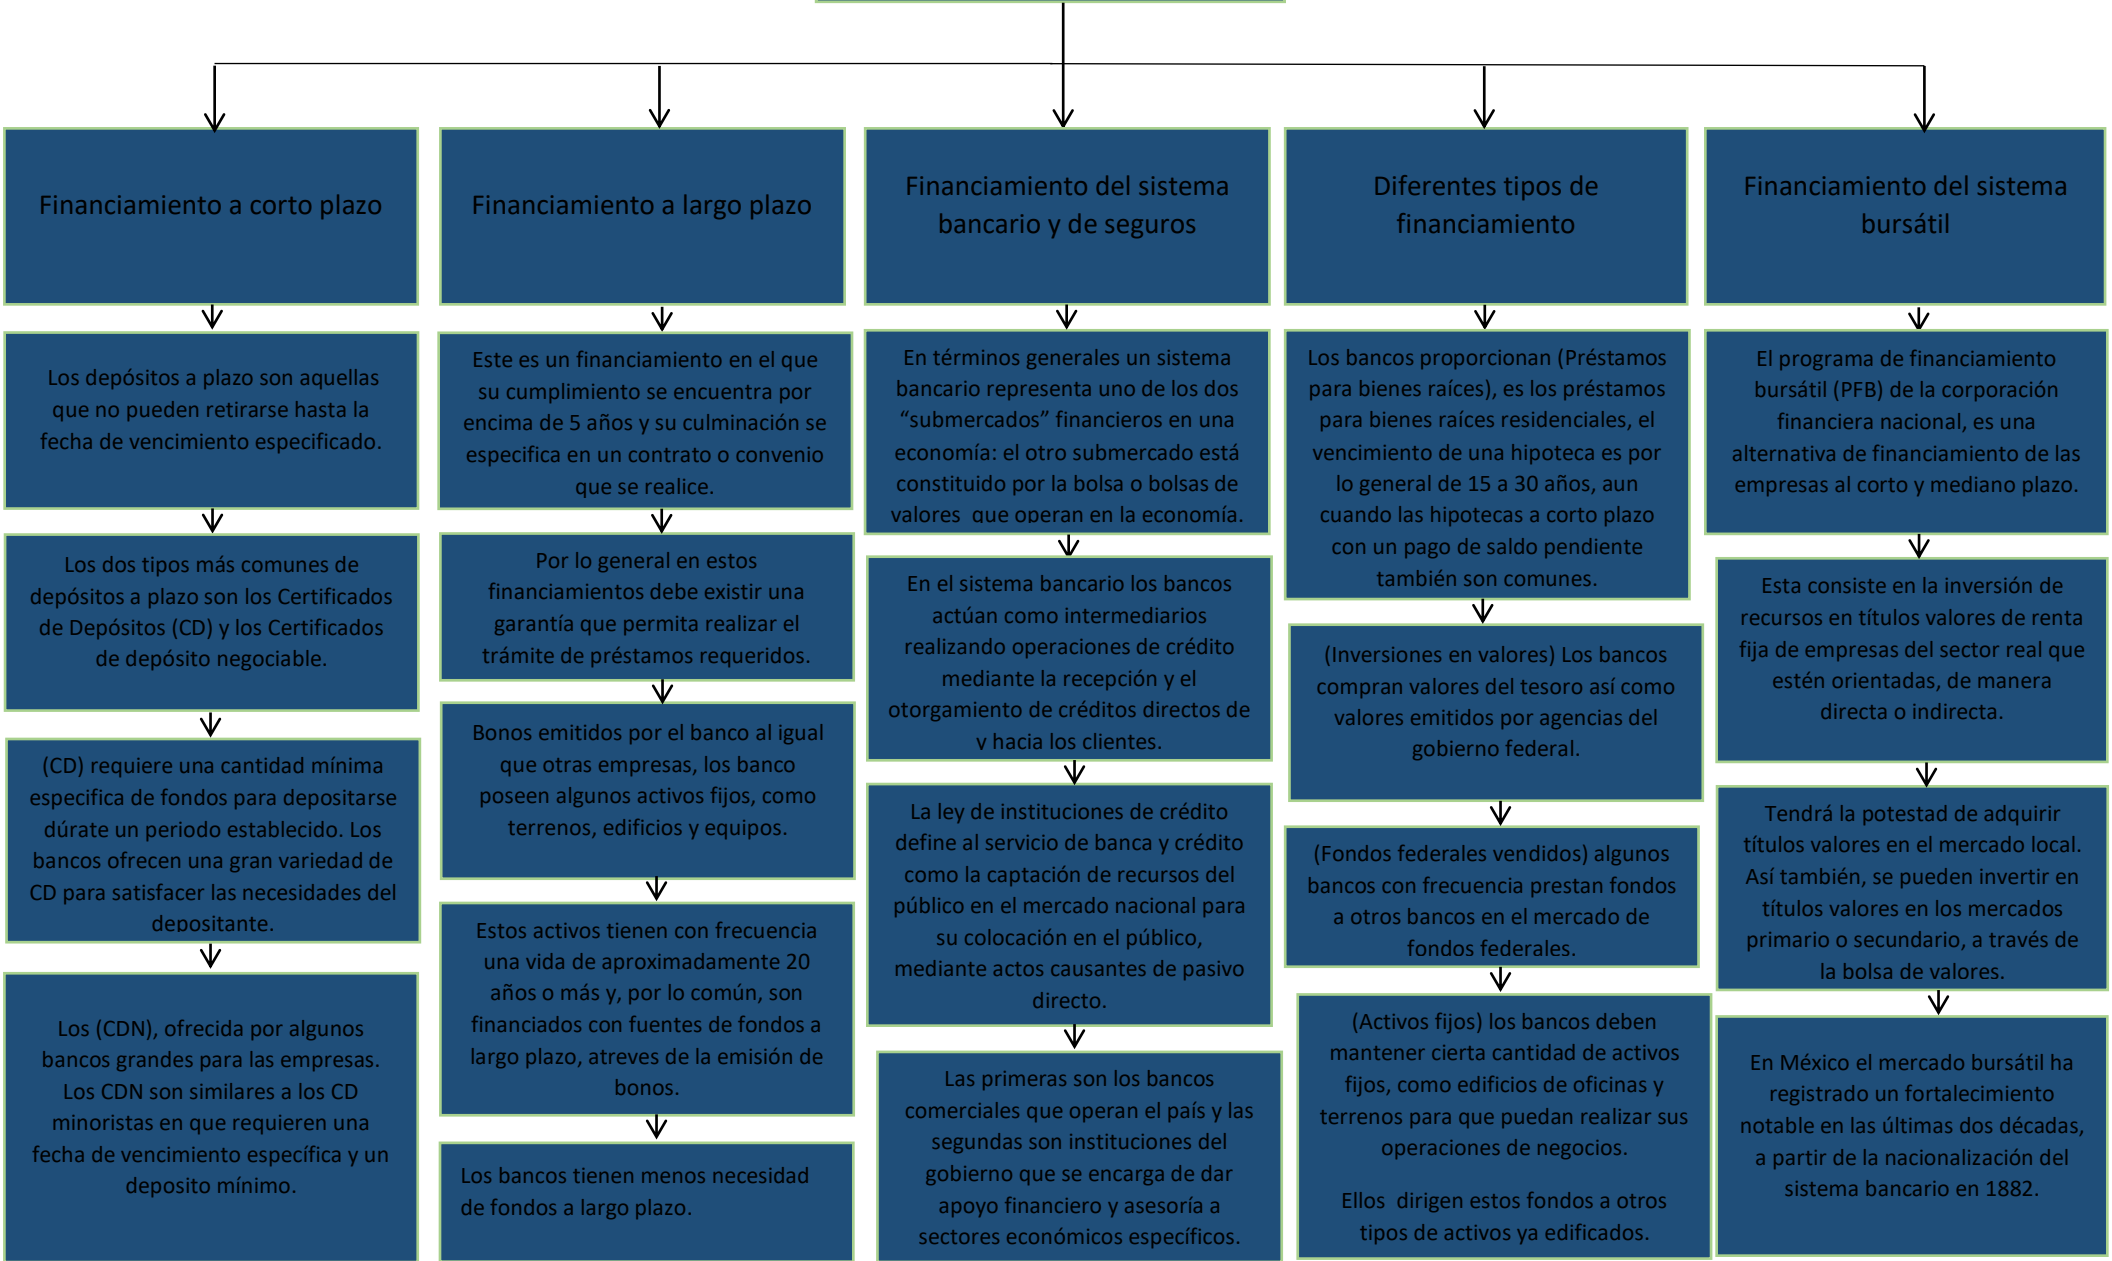 Financiamiento a corto plazo
Los depósitos a plazo son aquellas
que no pueden retirarse hasta la
fecha de vencimiento especificado.
Los dos tipos más comunes de
depósitos a plazo son los Certificados
de Depósitos (CD) y los Certificados
de depósito negociable.
(CD) requiere una cantidad mínima
especifica de fondos para depositarse
dúrate un periodo establecido. Los
bancos ofrecen una gran variedad de
CD para satisfacer las necesidades del
depositante.
Los (CDN), ofrecida por algunos
bancos grandes para las empresas.
Los CDN son similares a los CD
minoristas en que requieren una
fecha de vencimiento específica y un
deposito mínimo.
Financiamiento a largo plazo
Este es un financiamiento en el que
su cumplimiento se encuentra por
encima de 5 años y su culminación se
especifica en un contrato o convenio
que se realice.
Por lo general en estos
financiamientos debe existir una
garantía que permita realizar el
trámite de préstamos requeridos.
Bonos emitidos por el banco al igual
que otras empresas, los banco
poseen algunos activos fijos, como
terrenos, edificios y equipos.
Estos activos tienen con frecuencia
una vida de aproximadamente 20
años o más y, por lo común, son
financiados con fuentes de fondos a
largo plazo, atreves de la emisión de
bonos.
Los bancos tienen menos necesidad
de fondos a largo plazo.
Financiamiento del sistema
bancario y de seguros
En términos generales un sistema
bancario representa uno de los dos
“submercados” financieros en una
economía: el otro submercado está
constituido por la bolsa o bolsas de
valores  que operan en la economía.
En el sistema bancario los bancos
actúan como intermediarios
realizando operaciones de crédito
mediante la recepción y el
otorgamiento de créditos directos de
y hacia los clientes.
La ley de instituciones de crédito
define al servicio de banca y crédito
como la captación de recursos del
público en el mercado nacional para
su colocación en el público,
mediante actos causantes de pasivo
directo.
Las primeras son los bancos
comerciales que operan el país y las
segundas son instituciones del
gobierno que se encarga de dar
apoyo financiero y asesoría a
sectores económicos específicos.
Diferentes tipos de
financiamiento
Los bancos proporcionan (Préstamos
para bienes raíces), es los préstamos
para bienes raíces residenciales, el
vencimiento de una hipoteca es por
lo general de 15 a 30 años, aun
cuando las hipotecas a corto plazo
con un pago de saldo pendiente
también son comunes.
(Inversiones en valores) Los bancos
compran valores del tesoro así como
valores emitidos por agencias del
gobierno federal.
(Fondos federales vendidos) algunos
bancos con frecuencia prestan fondos
a otros bancos en el mercado de
fondos federales.
(Activos fijos) los bancos deben
mantener cierta cantidad de activos
fijos, como edificios de oficinas y
terrenos para que puedan realizar sus
operaciones de negocios.
Ellos  dirigen estos fondos a otros
tipos de activos ya edificados.
Financiamiento del sistema
bursátil
El programa de financiamiento
bursátil (PFB) de la corporación
financiera nacional, es una
alternativa de financiamiento de las
empresas al corto y mediano plazo.
Esta consiste en la inversión de
recursos en títulos valores de renta
fija de empresas del sector real que
estén orientadas, de manera
directa o indirecta.
Tendrá la potestad de adquirir
títulos valores en el mercado local.
Así también, se pueden invertir en
títulos valores en los mercados
primario o secundario, a través de
la bolsa de valores.
En México el mercado bursátil ha
registrado un fortalecimiento
notable en las últimas dos décadas,
a partir de la nacionalización del
sistema bancario en 1882.